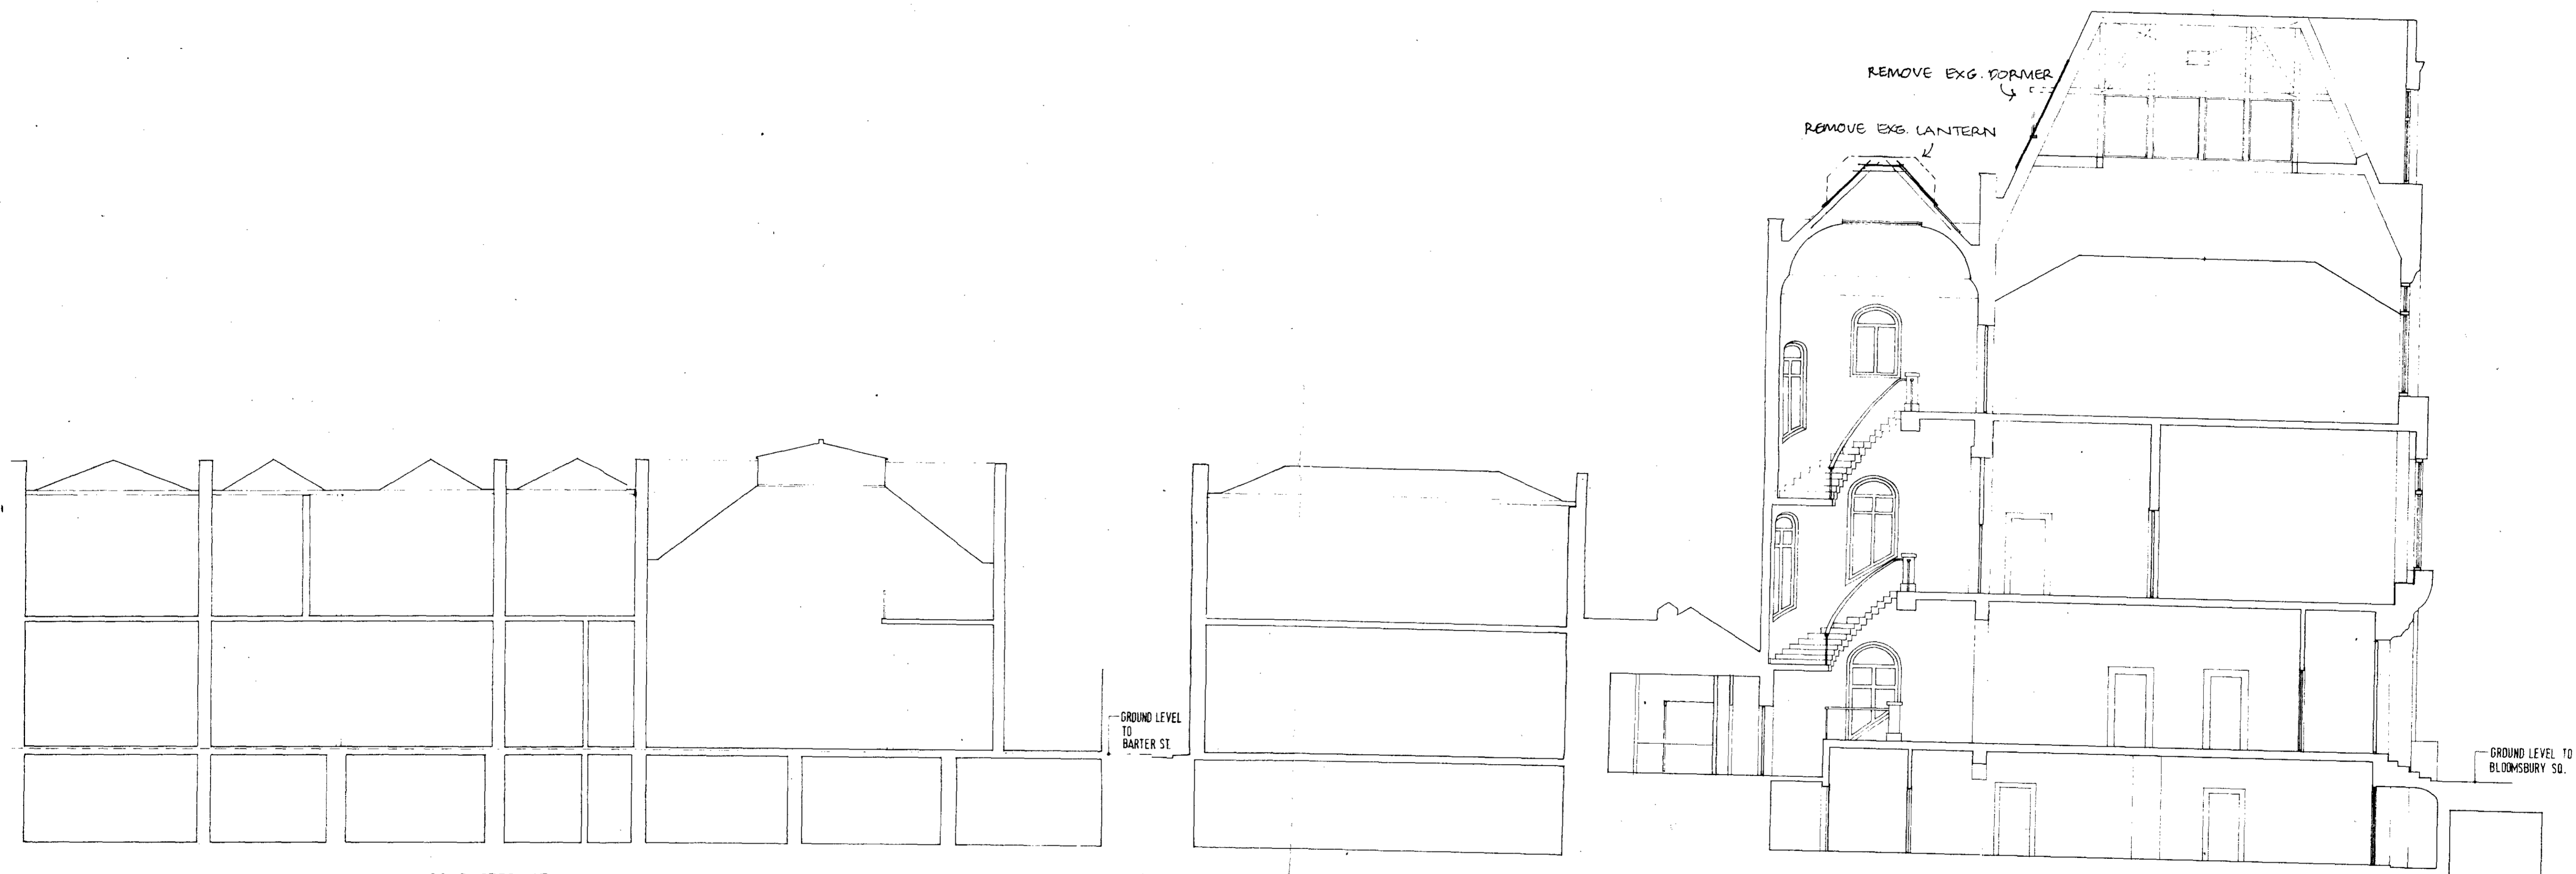 REMOVE EXG. DORMER
REMOVE EXG. LANTERN
GROUND LEVEL
TO
BARTER ST.
GROUND LEVEL TO
BLOOMSBURY SQ.